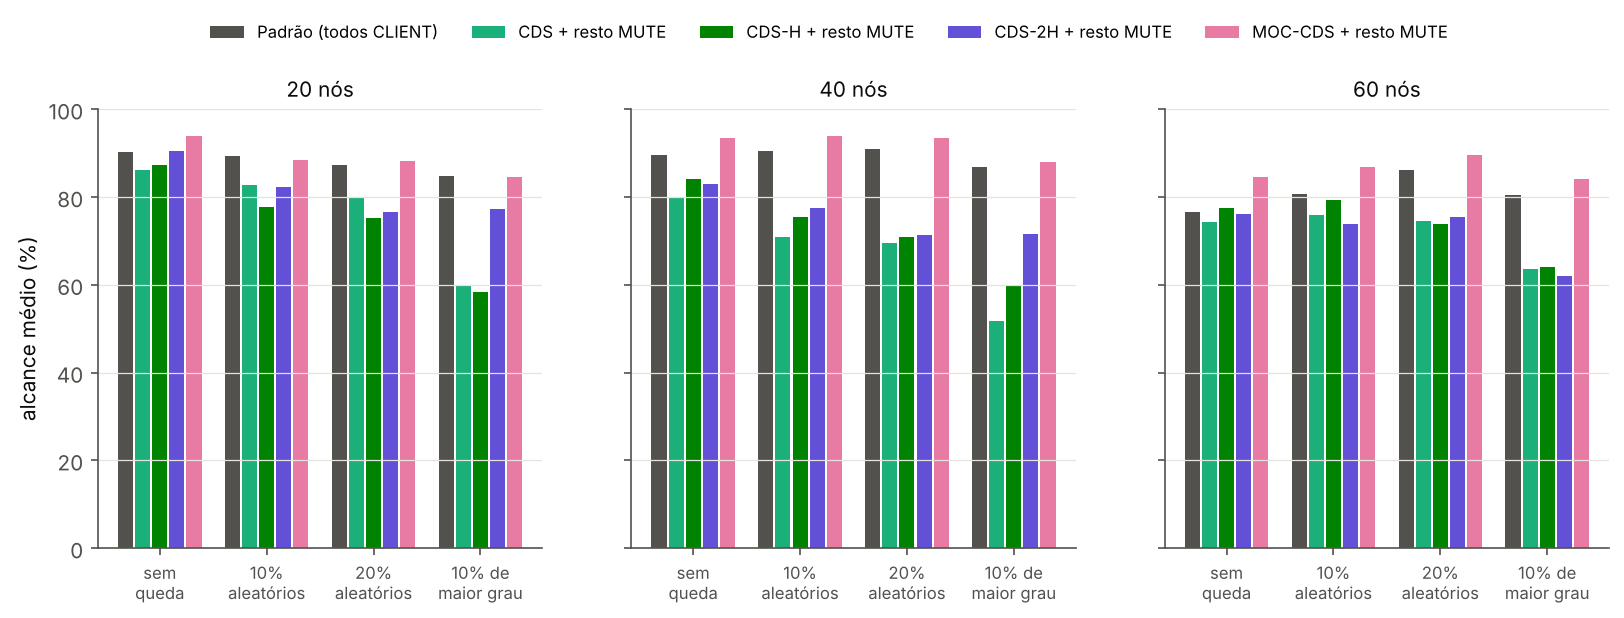 Padrão (todos CLIENT) CDS + resto MUTE CDS-H + resto MUTE CDS-2H + resto MUTE MOC-CDS + resto MUTE
20 nós 40 nós 60 nós
alcance médio (%)
100
80
60
40
20
0
sem 10% 20% 10% de sem 10% 20% 10% de sem 10% 20% 10% de
queda aleatórios aleatórios maior grau queda aleatórios aleatórios maior grau queda aleatórios aleatórios maior grau